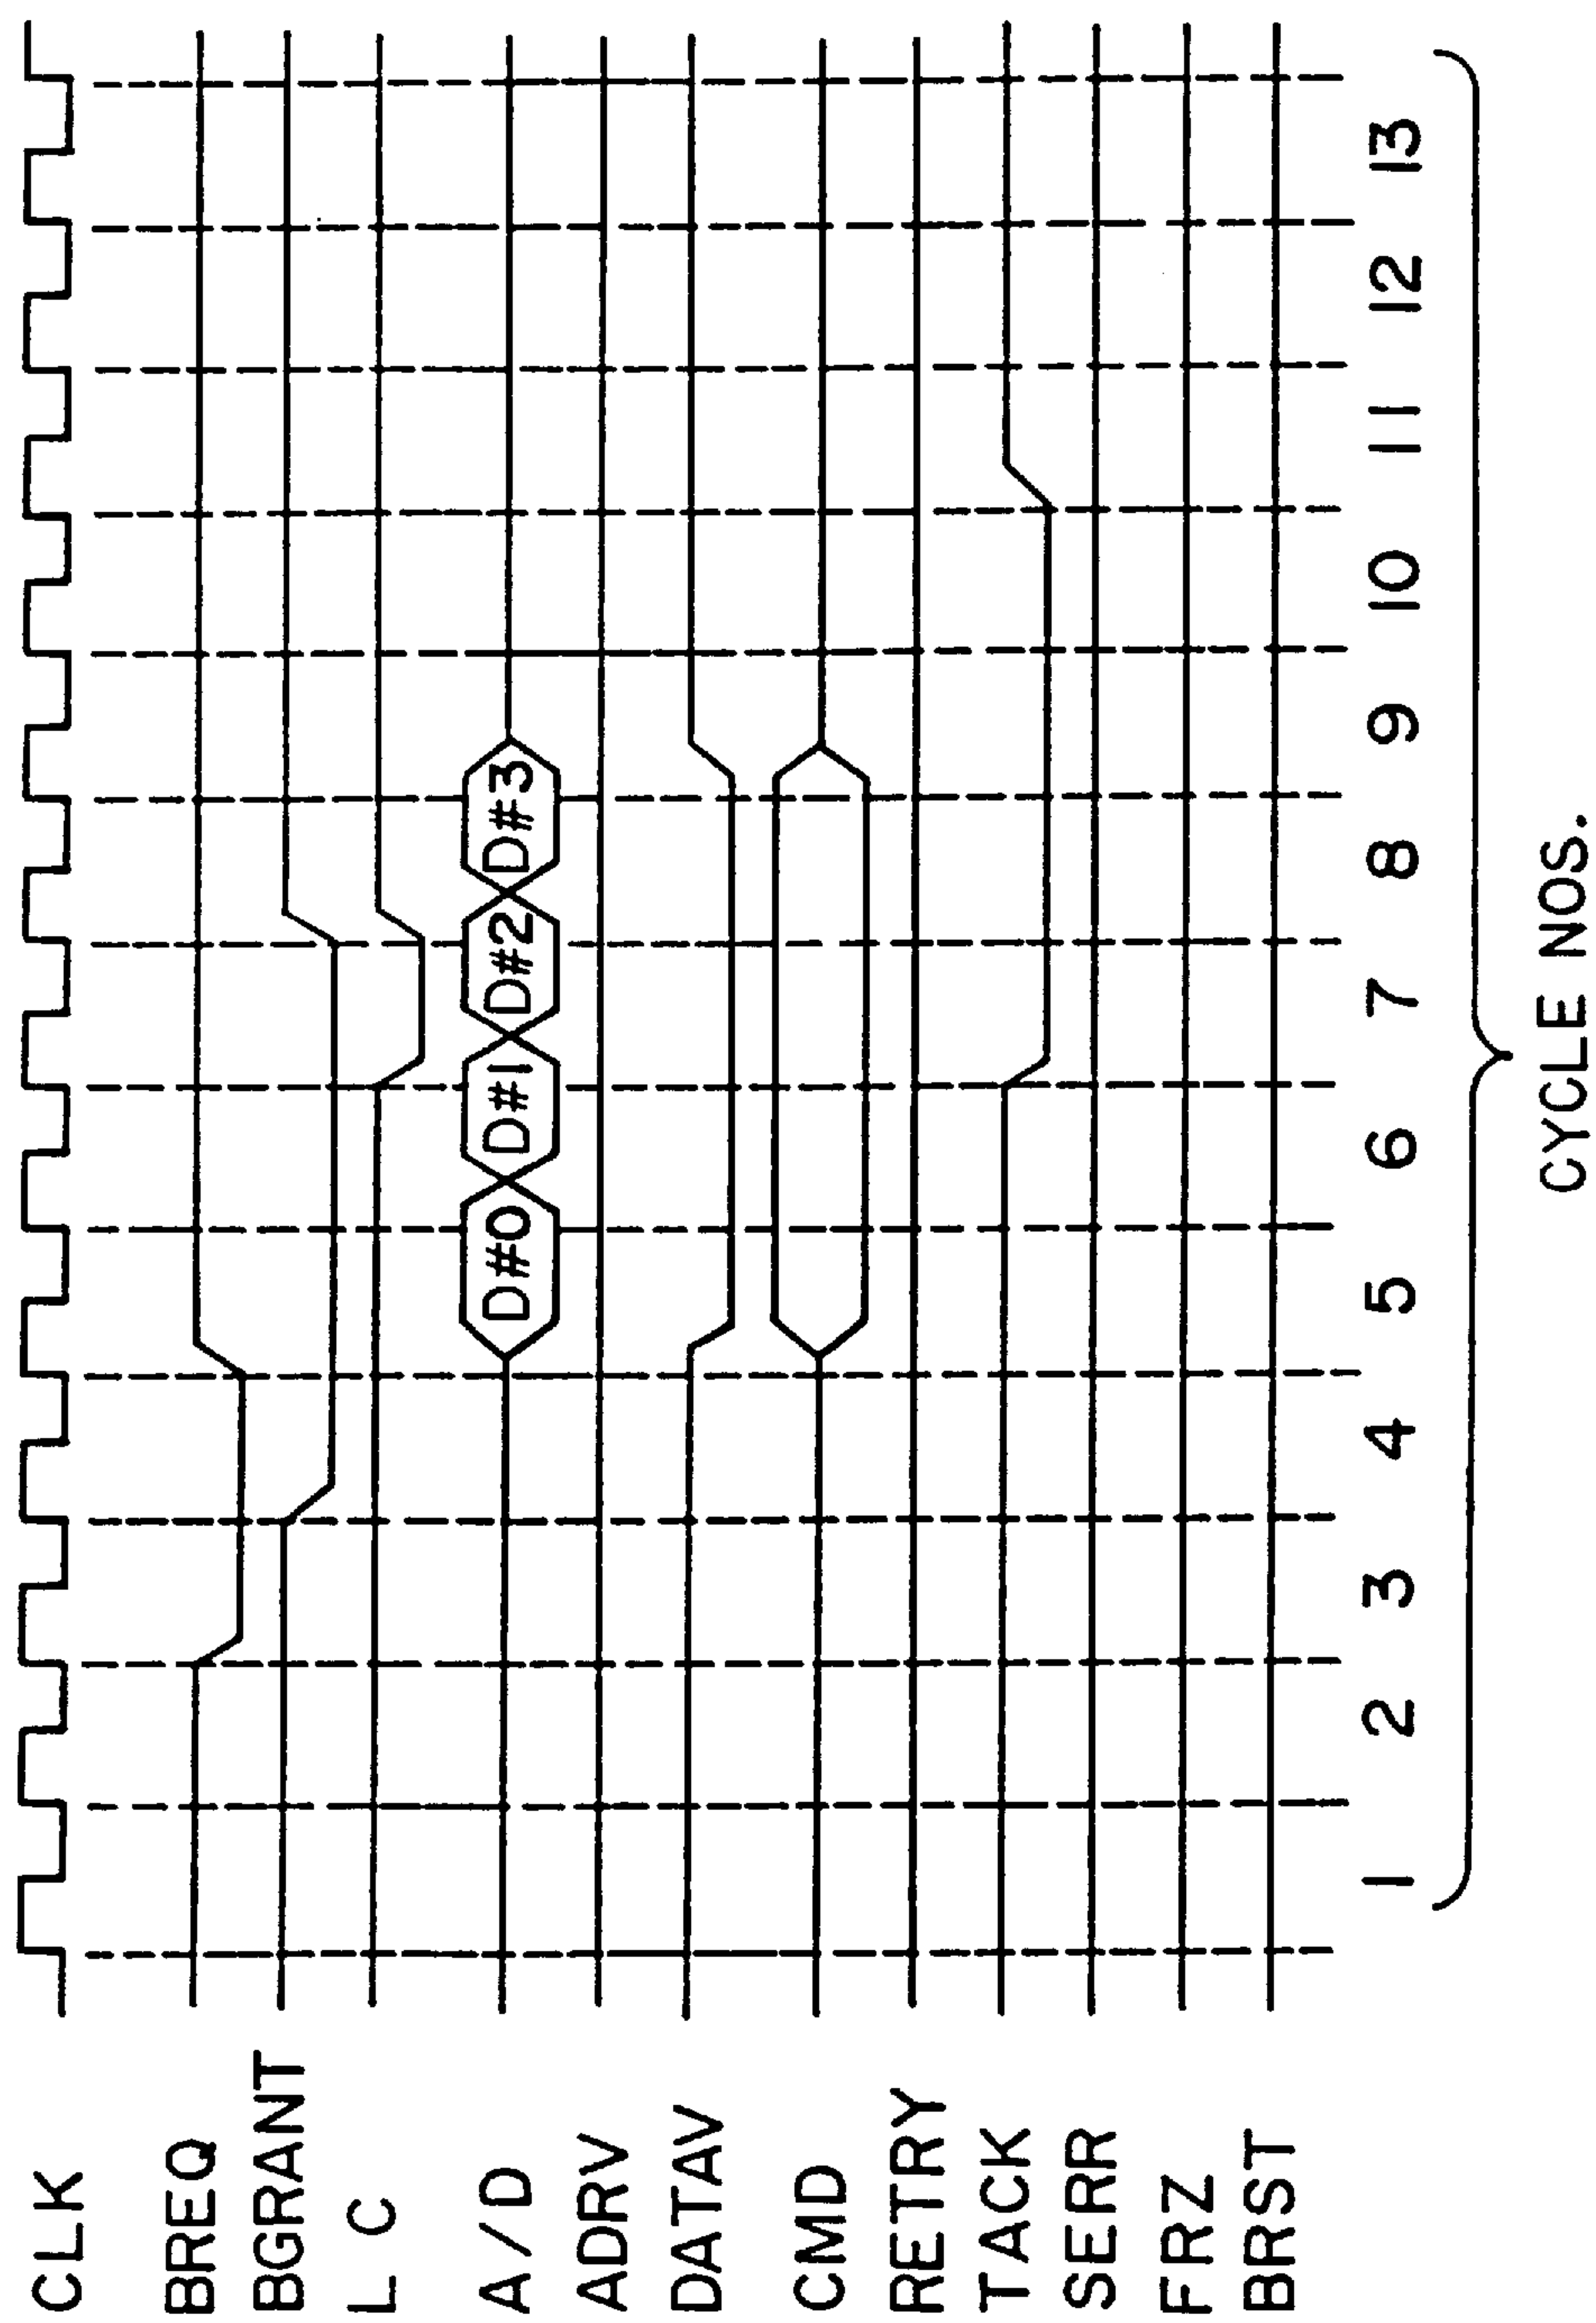 CLK
BREQ
BGRANT
L C
A/D
D#0 D#1 D#2 D#3
ADRV
DATAV
CMD
RETRY
TACK
SERR
FRZ
BRST
1 2 3 4 5 6 7 8 9 10 11 12 13
CYCLE NOS.